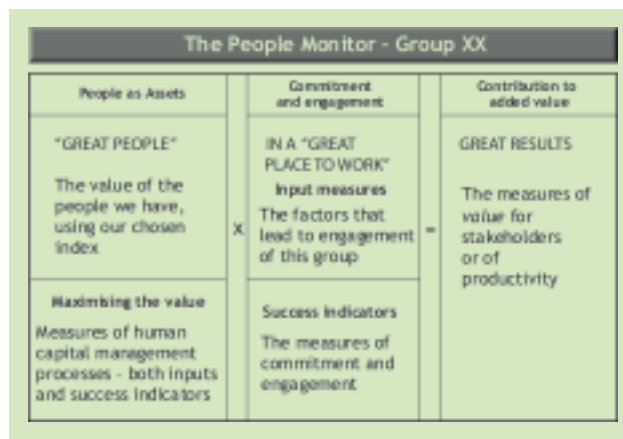 The People Monitor - Group XX
People as Assets
"GREAT PEOPLE"
The value of the
people we have,
using our chosen
index
Maximising the value
Measures of human
capital management
processes - both inputs
and success indicators
x
Commitment
and engagement
IN A "GREAT
PLACE TO WORK"
Input measures
The factors that
lead to engagement
of this group
Success indicators
The measures of
commitment and
engagement
=
Contribution to
added value
GREAT RESULTS
The measures of
value for
stakeholders
or of
productivity